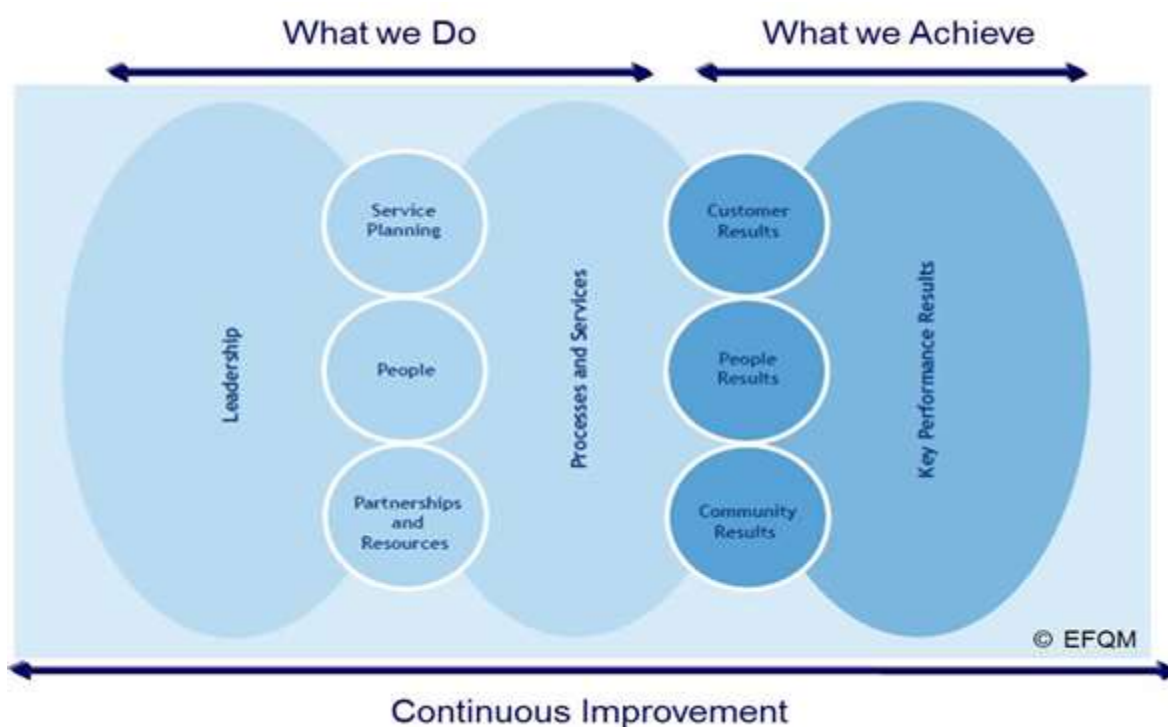 What we Do
What we Achieve
Leadership
Service
Planning
People
Partnerships
and
Resources
Processes and Services
Customer
Results
People
Results
Community
Results
Key Performance Results
© EFQM
Continuous Improvement